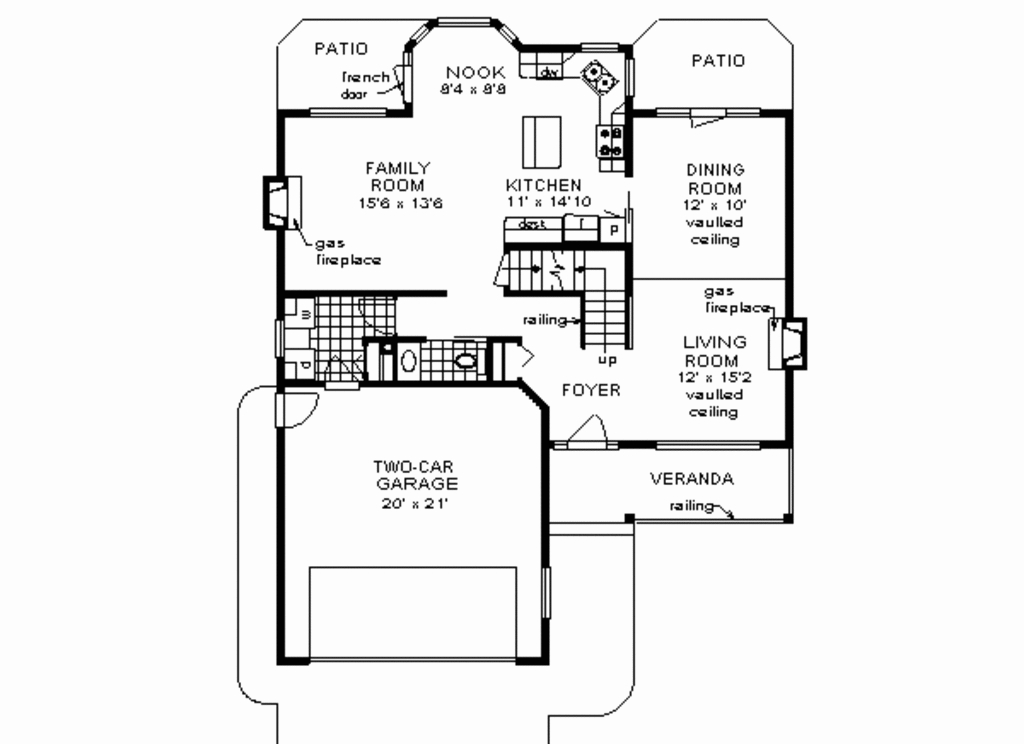 PATIO
french
door
NOOK
8'4 x 8'8
dw
PATIO
FAMILY
ROOM
15'6 x 13'6
KITCHEN
11' x 14'10
DINING
ROOM
12' x 10'
vaulted
ceiling
desk
r
P
gas
fireplace
gas
fireplace
W
D
railing
up
LIVING
ROOM
12' x 15'2
vaulted
ceiling
FOYER
TWO-CAR
GARAGE
20' x 21'
VERANDA
railing